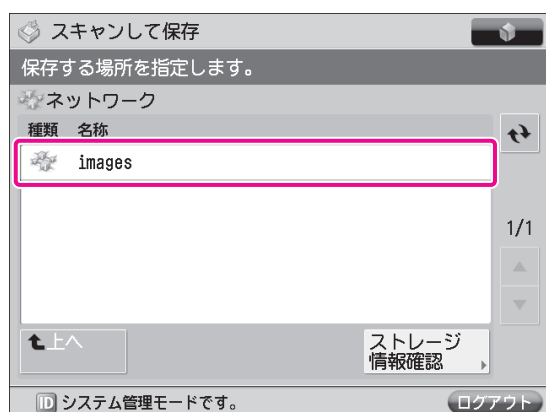 スキャンして保存
保存する場所を指定します。
ネットワーク
種類 名称
images
1/1
上へ
ストレージ
情報確認
ID システム管理モードです。
ログアウト